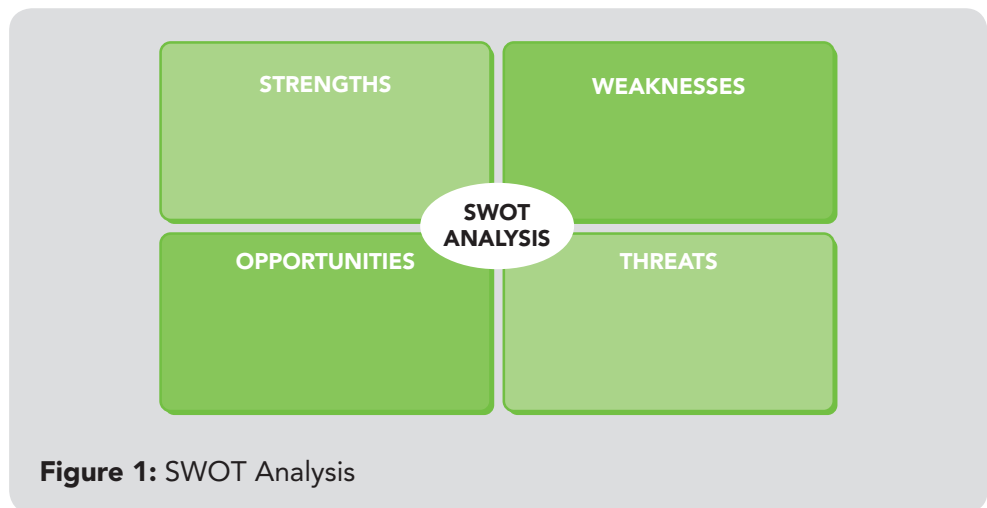 STRENGTHS
WEAKNESSES
SWOT
ANALYSIS
OPPORTUNITIES
THREATS
Figure 1: SWOT Analysis